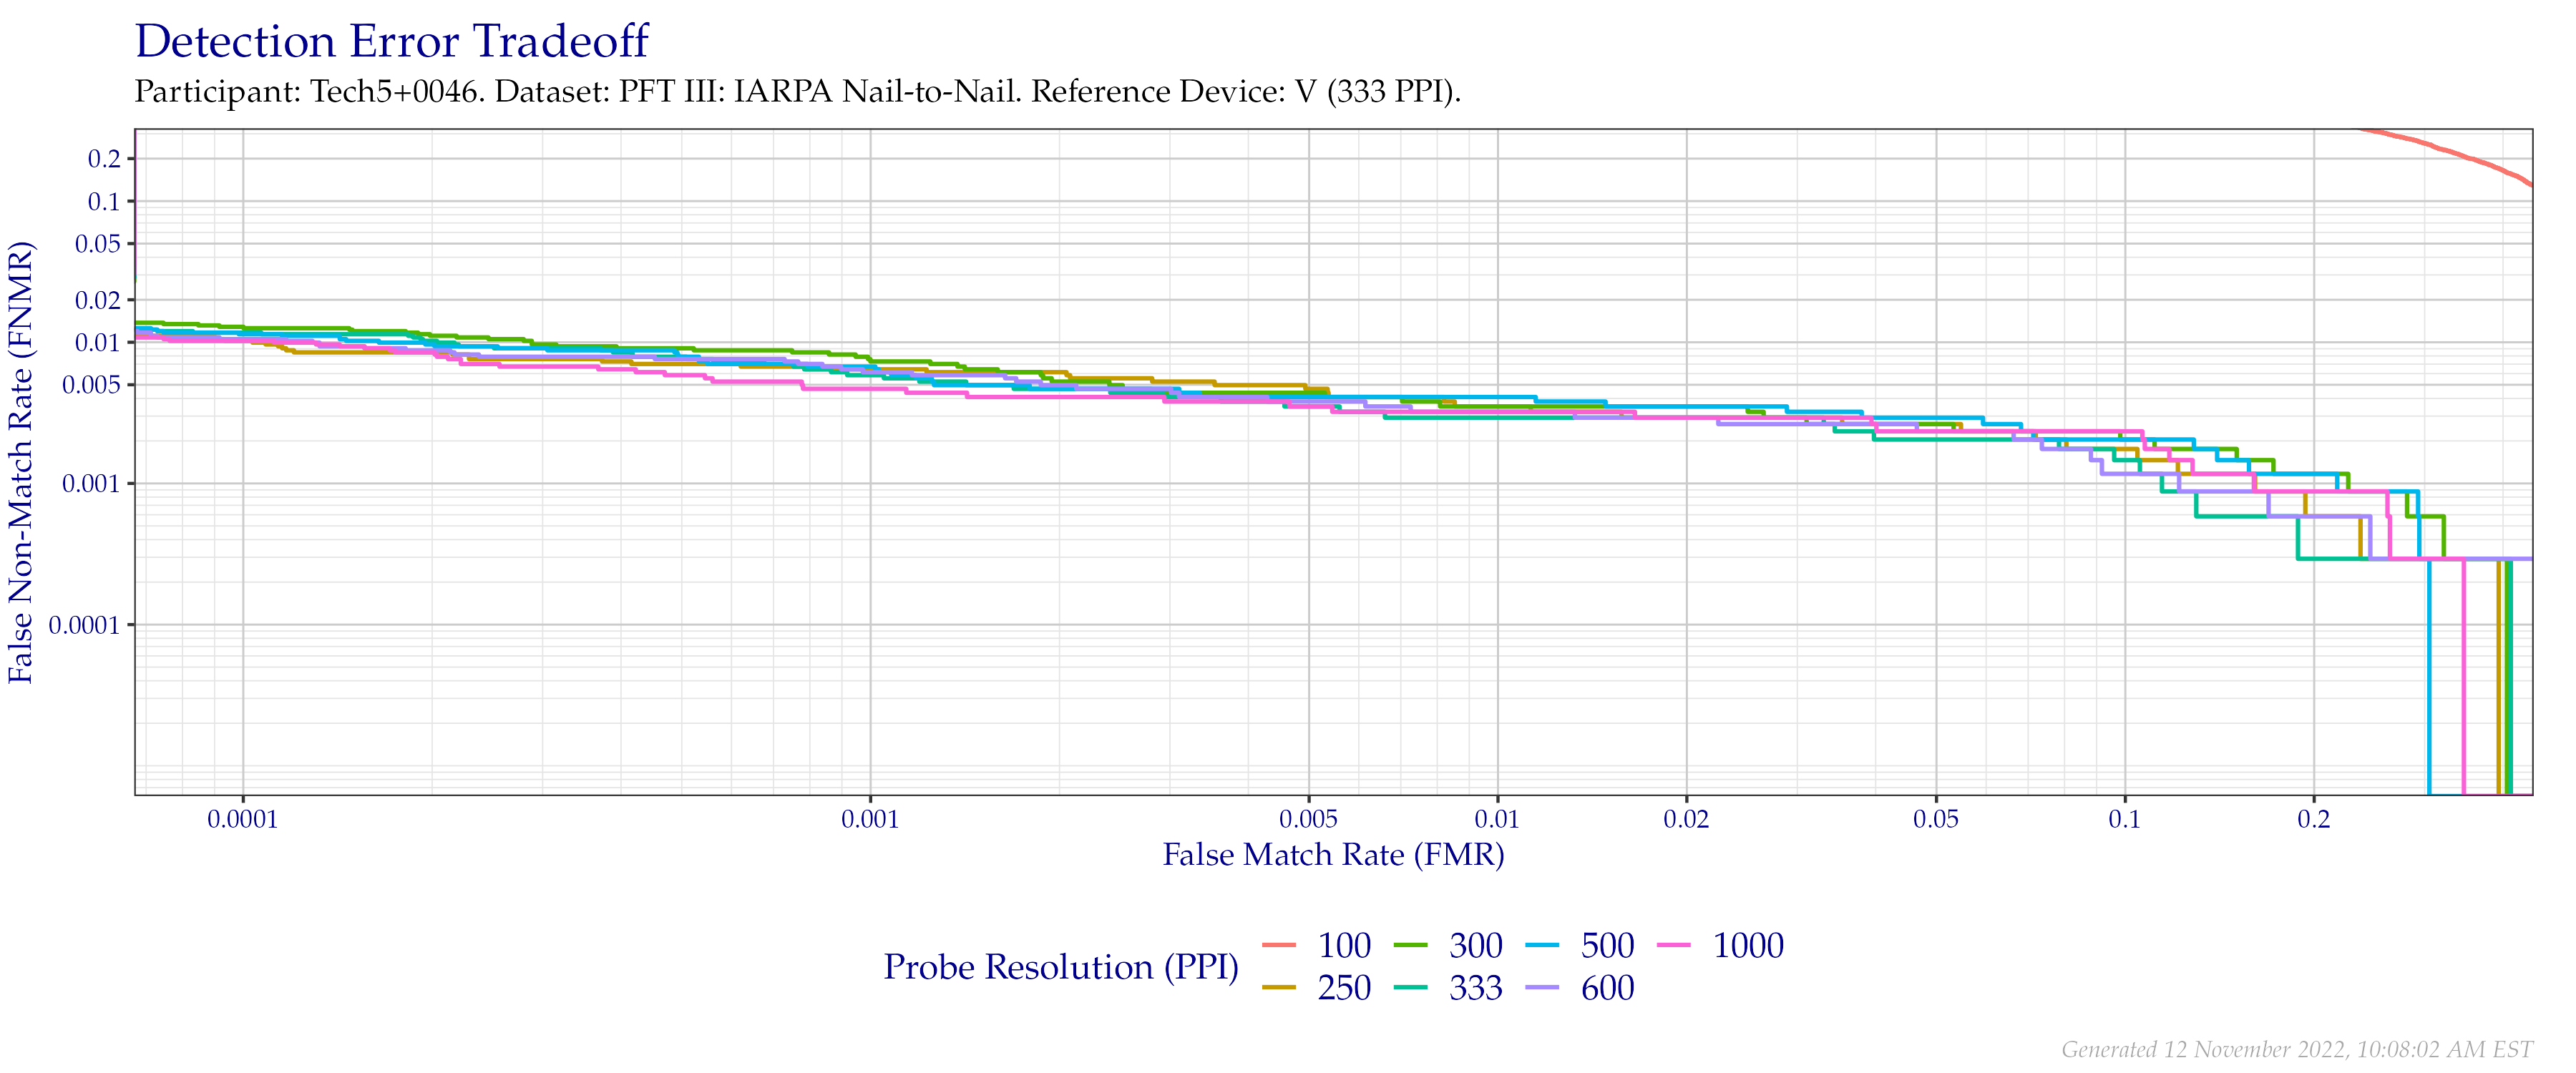 Detection Error Tradeoff
Participant: Tech5+0046. Dataset: PFT III: IARPA Nail-to-Nail. Reference Device: V (333 PPI).
False Non-Match Rate (FNMR)
0.2
0.1
0.05
0.02
0.01
0.005
0.001
0.0001
0.0001 0.001 0.005 0.01 0.02 0.05 0.1 0.2
False Match Rate (FMR)
Probe Resolution (PPI)
100 300 500 1000
250 333 600
Generated 12 November 2022, 10:08:02 AM EST